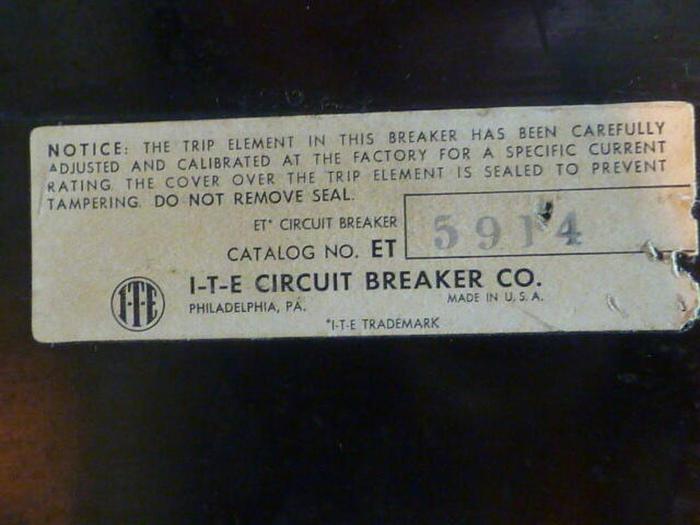 NOTICE: THE TRIP ELEMENT IN THIS BREAKER HAS BEEN CAREFULLY
ADJUSTED AND CALIBRATED AT THE FACTORY FOR A SPECIFIC CURRENT
RATING. THE COVER OVER THE TRIP ELEMENT IS SEALED TO PREVENT
TAMPERING. DO NOT REMOVE SEAL.
ET* CIRCUIT BREAKER
CATALOG NO. ET 5914
I-T-E CIRCUIT BREAKER CO.
I-T-E
PHILADELPHIA, PA. MADE IN U.S.A.
*I-T-E TRADEMARK